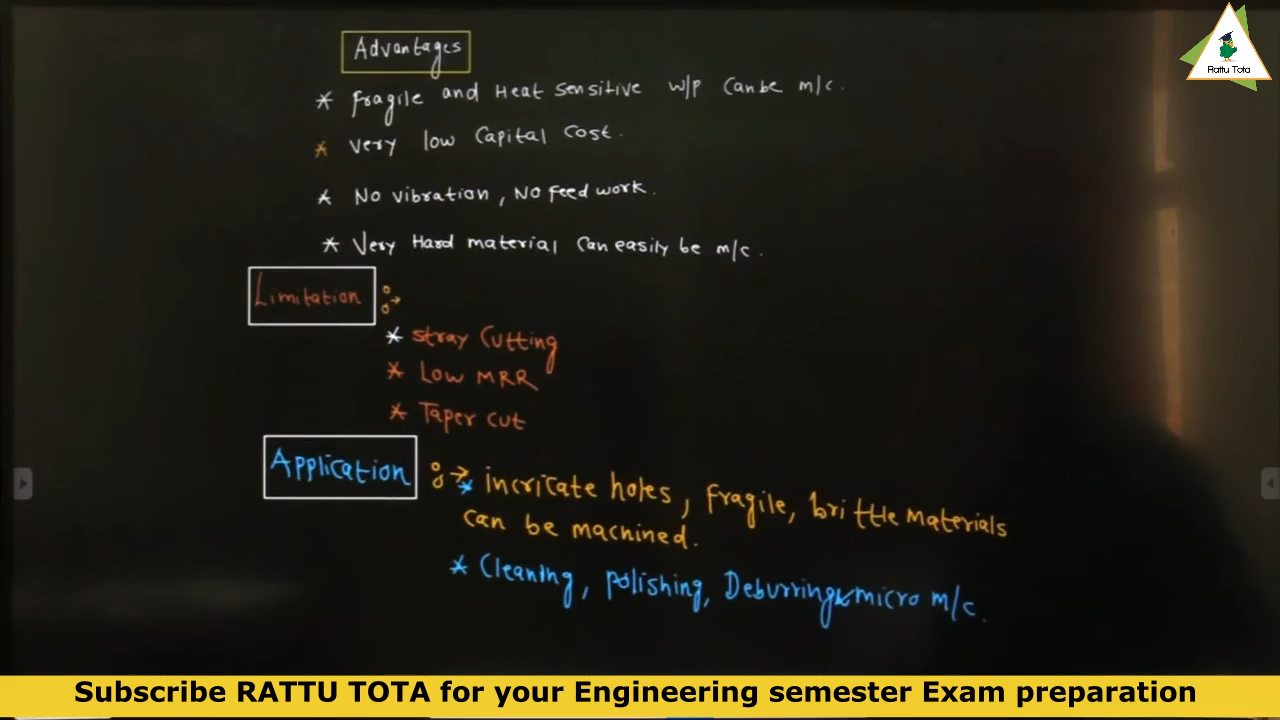 Rattu Tota
Advantages
* Fragile and Heat sensitive w/p can be m/c.
* Very low Capital Cost.
* No vibration, No feed work.
* Very Hard material can easily be m/c.
Limitation :→
* Stray Cutting
* Low MRR
* Taper cut
Application :→
* incricate holes, fragile, brittle materials
can be machined.
* Cleaning, polishing, Deburring & micro m/c.
Subscribe RATTU TOTA for your Engineering semester Exam preparation